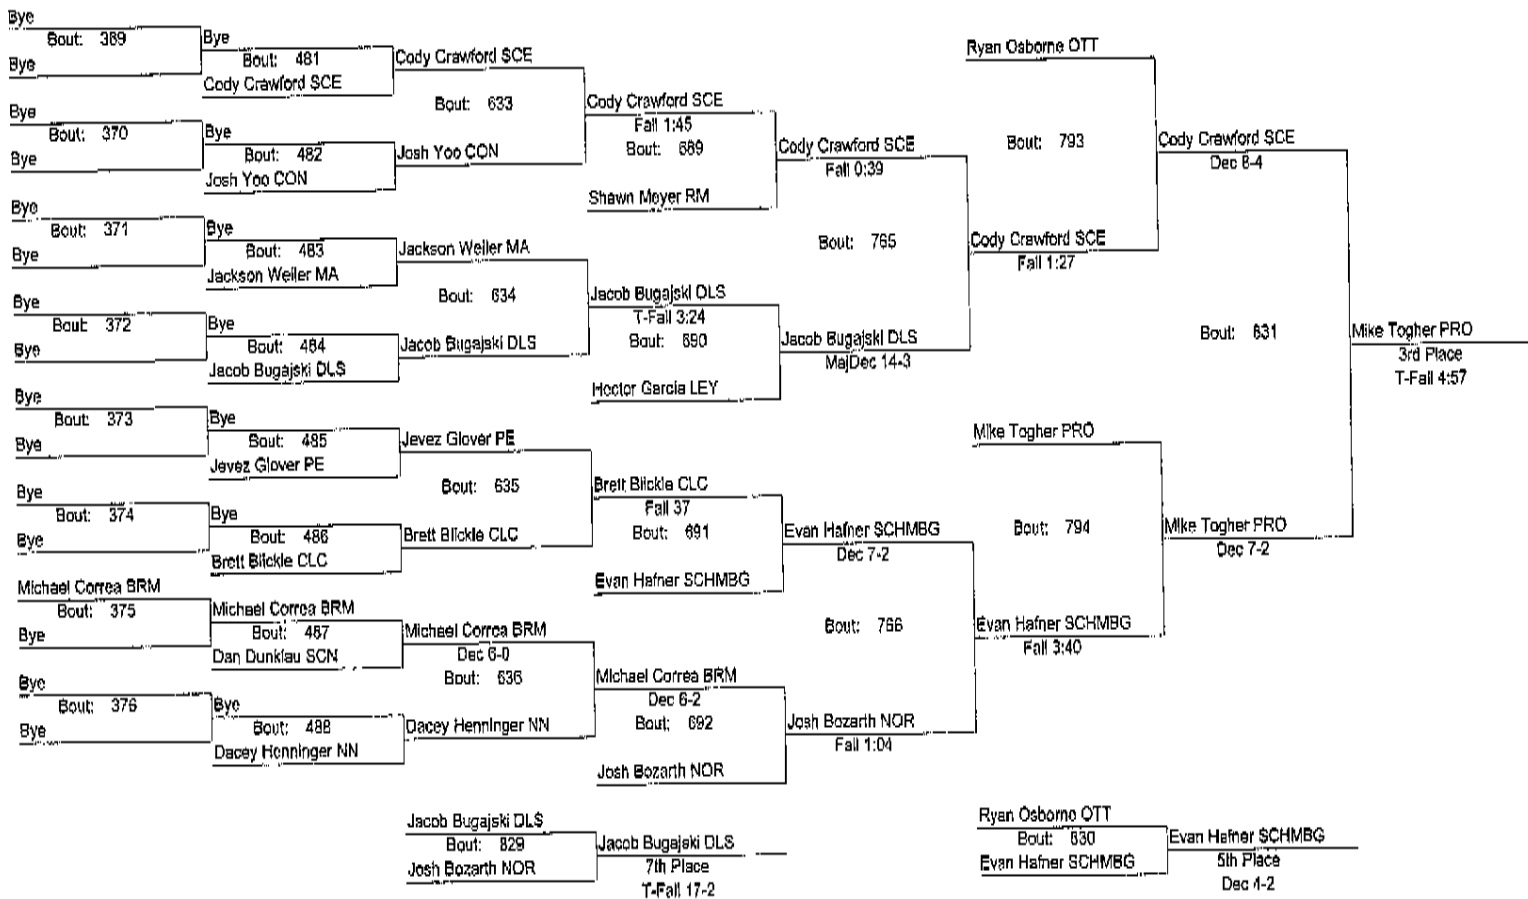 Bye
Bout: 369
Bye
Bye
Bout: 481
Cody Crawford SCE
Cody Crawford SCE
Bout: 633
Bye
Bout: 370
Bye
Bye
Bout: 482
Josh Yoo CON
Josh Yoo CON
Cody Crawford SCE
Fall 1:45
Bout: 689
Shawn Meyer RM
Cody Crawford SCE
Fall 0:39
Bye
Bout: 371
Bye
Bye
Bout: 483
Jackson Weiler MA
Jackson Weiler MA
Bout: 634
Bye
Bout: 372
Bye
Bye
Bout: 484
Jacob Bugajski DLS
Jacob Bugajski DLS
Jacob Bugajski DLS
T-Fall 3:24
Bout: 690
Hector Garcia LEY
Jacob Bugajski DLS
MajDec 14-3
Bout: 765
Cody Crawford SCE
Fall 1:27
Ryan Osborne OTT
Bout: 793
Cody Crawford SCE
Dec 6-4
Bye
Bout: 373
Bye
Bye
Bout: 485
Jevez Glover PE
Jevez Glover PE
Bout: 635
Bye
Bout: 374
Bye
Bye
Bout: 486
Brett Blickle CLC
Brett Blickle CLC
Brett Blickle CLC
Fall 37
Bout: 691
Evan Hafner SCHMBG
Evan Hafner SCHMBG
Dec 7-2
Michael Correa BRM
Bout: 375
Bye
Michael Correa BRM
Bout: 487
Dan Dunklau SCN
Michael Correa BRM
Dec 6-0
Bout: 636
Bye
Bout: 376
Bye
Bye
Bout: 488
Dacey Henninger NN
Dacey Henninger NN
Michael Correa BRM
Dec 6-2
Bout: 692
Josh Bozarth NOR
Josh Bozarth NOR
Fall 1:04
Bout: 766
Evan Hafner SCHMBG
Fall 3:40
Mike Togher PRO
Bout: 794
Mike Togher PRO
Dec 7-2
Bout: 831
Mike Togher PRO
3rd Place
T-Fall 4:57
Jacob Bugajski DLS
Bout: 829
Josh Bozarth NOR
Jacob Bugajski DLS
7th Place
T-Fall 17-2
Ryan Osborne OTT
Bout: 830
Evan Hafner SCHMBG
Evan Hafner SCHMBG
5th Place
Dec 4-2